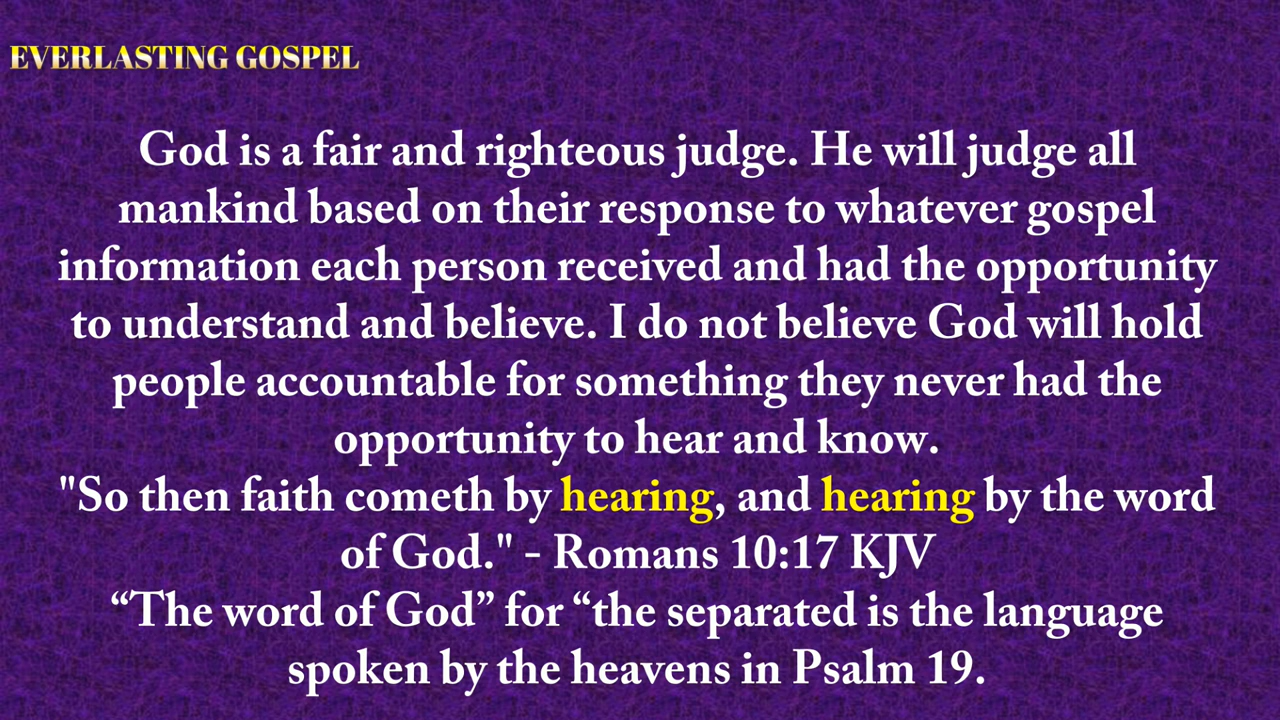 EVERLASTING GOSPEL
God is a fair and righteous judge. He will judge all
mankind based on their response to whatever gospel
information each person received and had the opportunity
to understand and believe. I do not believe God will hold
people accountable for something they never had the
opportunity to hear and know.
"So then faith cometh by hearing, and hearing by the word
of God." - Romans 10:17 KJV
“The word of God” for “the separated is the language
spoken by the heavens in Psalm 19.